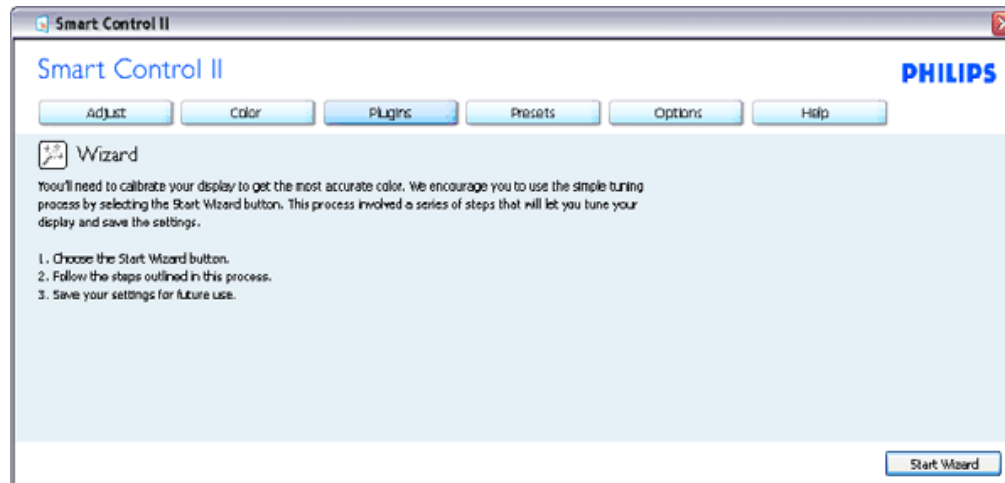 Smart Control II
Smart Control II
PHILIPS
Adjust Color Plugins Presets Options Help
Wizard
Yoou'll need to calibrate your display to get the most accurate color. We encourage you to use the simple tuning
process by selecting the Start Wizard button. This process involved a series of steps that will let you tune your
display and save the settings.
1. Choose the Start Wizard button.
2. Follow the steps outlined in this process.
3. Save your settings for future use.
Start Wizard